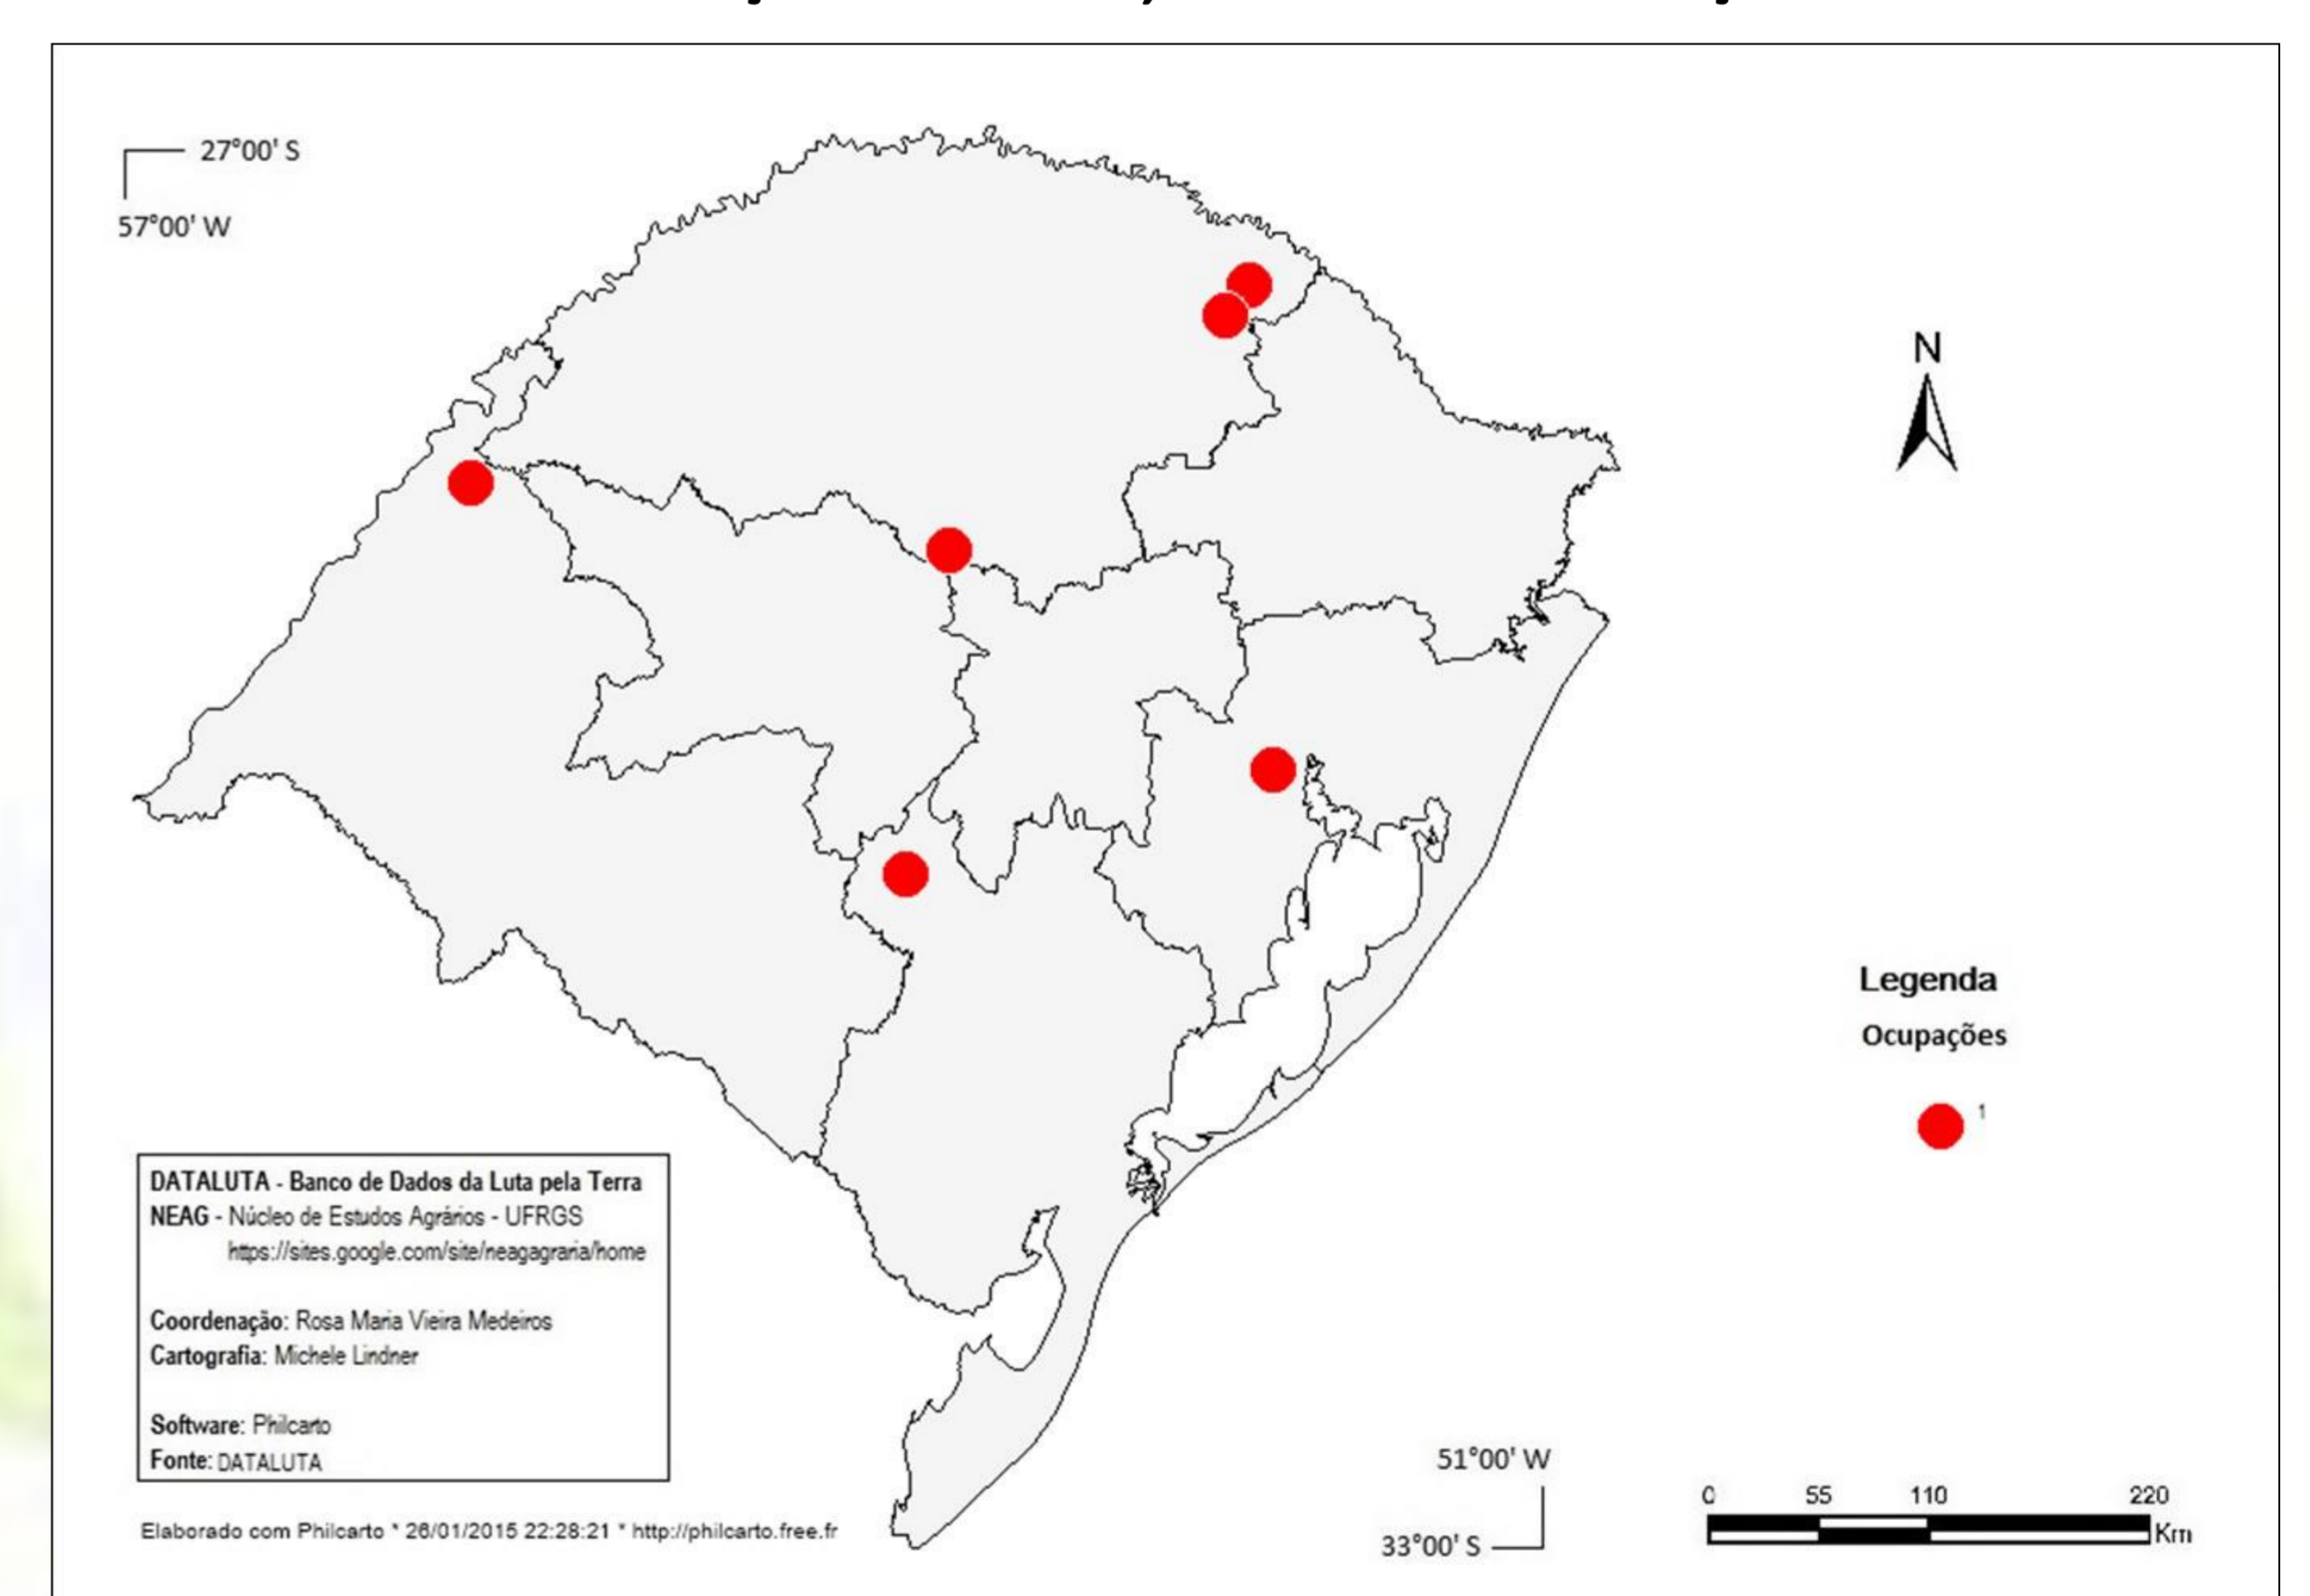 27°00' S
57°00' W
N
Legenda
Ocupações
1
DATALUTA - Banco de Dados da Luta pela Terra
NEAG - Núcleo de Estudos Agrários - UFRGS
https://sites.google.com/site/neagagraria/home
Coordenação: Rosa Maria Vieira Medeiros
Cartografia: Michele Lindner
Software: Philcarto
Fonte: DATALUTA
Elaborado com Philcarto * 26/01/2015 22:28:21 * http://philcarto.free.fr
51°00' W
33°00' S
0 55 110 220
Km